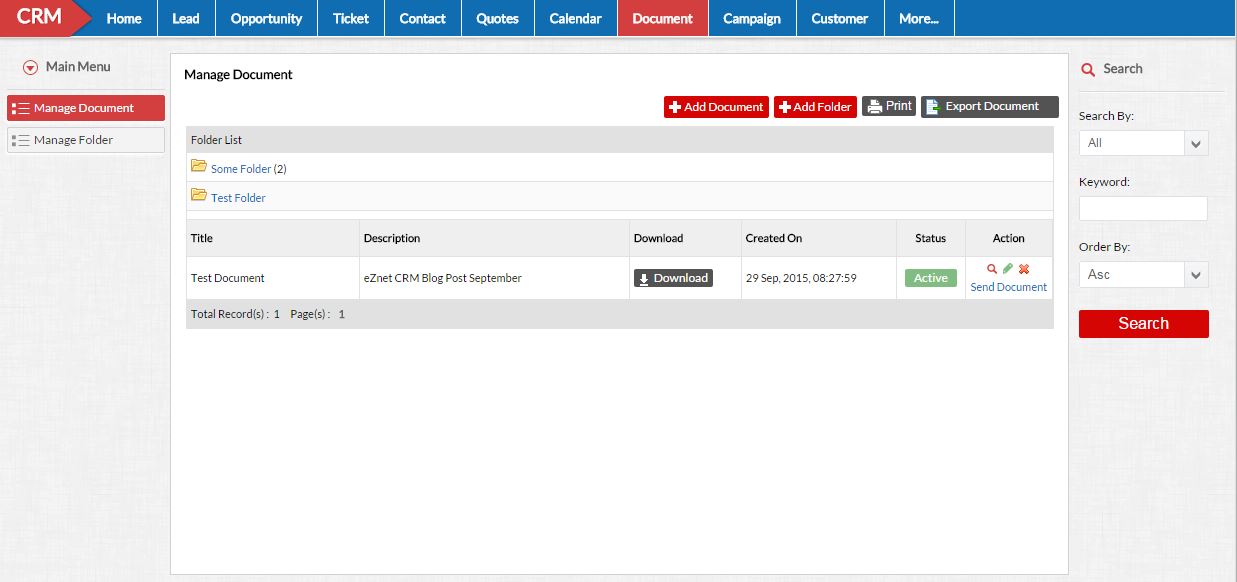 CRM Home Lead Opportunity Ticket Contact Quotes Calendar Document Campaign Customer More...
Main Menu
Manage Document
Manage Folder
Manage Document
Add Document Add Folder Print Export Document
Folder List
Some Folder (2)
Test Folder
Title Description Download Created On Status Action
Test Document eZnet CRM Blog Post September Download 29 Sep, 2015, 08:27:59 Active
Send Document
Total Record(s) : 1 Page(s) : 1
Search
Search By:
All
Keyword:
Order By:
Asc
Search